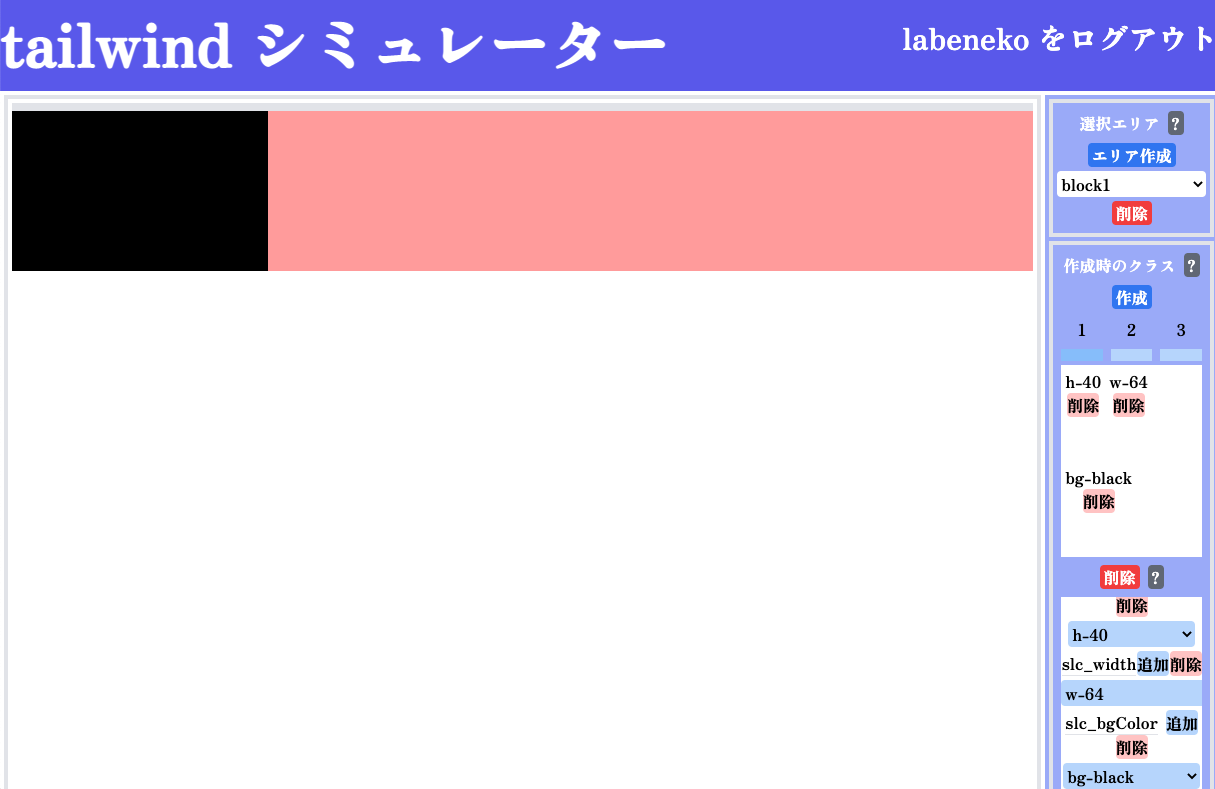 tailwind シミュレーター
labeneko をログアウト
選択エリア ?
エリア作成
block1
削除
作成時のクラス ?
作成
1 2 3
h-40 w-64
削除 削除
bg-black
削除
削除 ?
削除
h-40
slc_width 追加 削除
w-64
slc_bgColor 追加
削除
bg-black